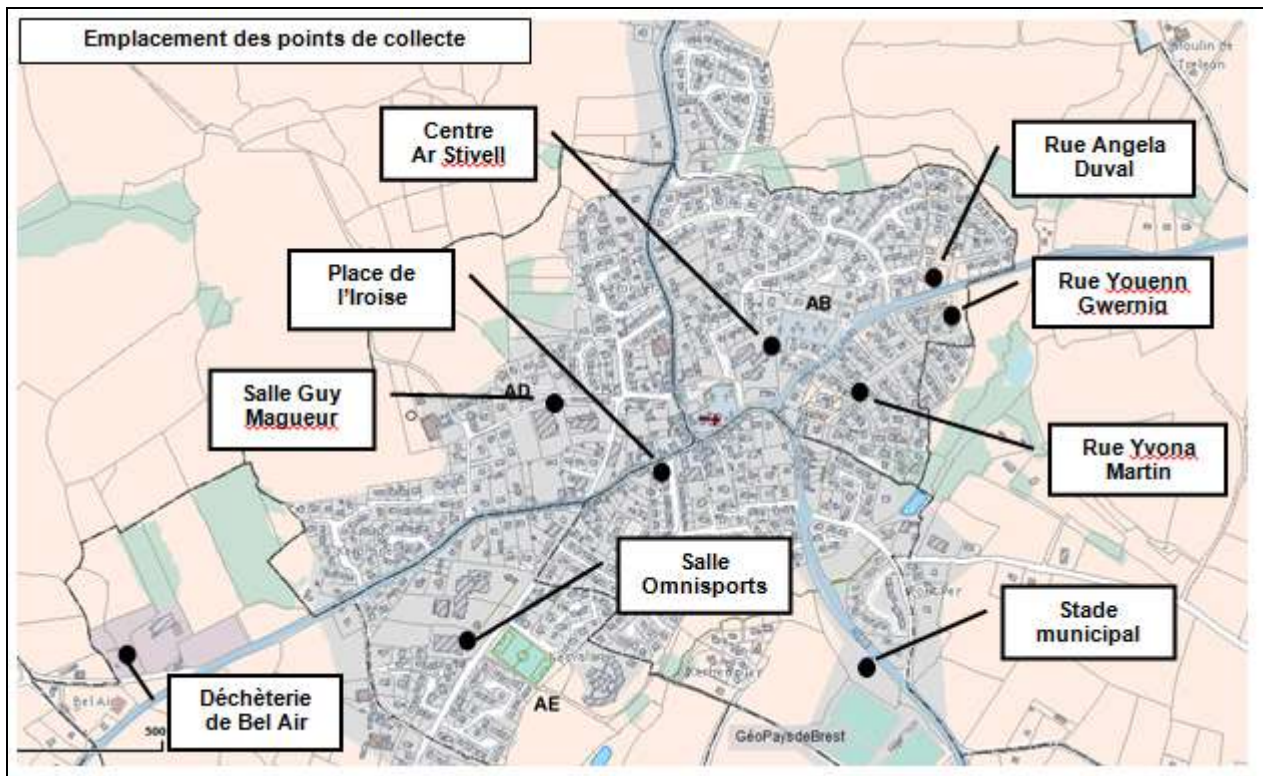 Emplacement des points de collecte
Moulin de
Centre
Ar Stivell
Rue Angela
Duval
Place de
l'Iroise
Rue Youenn
Gwernig
AB
Salle Guy
Magueur
AD
Rue Yvona
Martin
Salle
Omnisports
Stade
municipal
Déchèterie
de Bel Air
Bel Air
500
AE
GéoPaysdeBrest